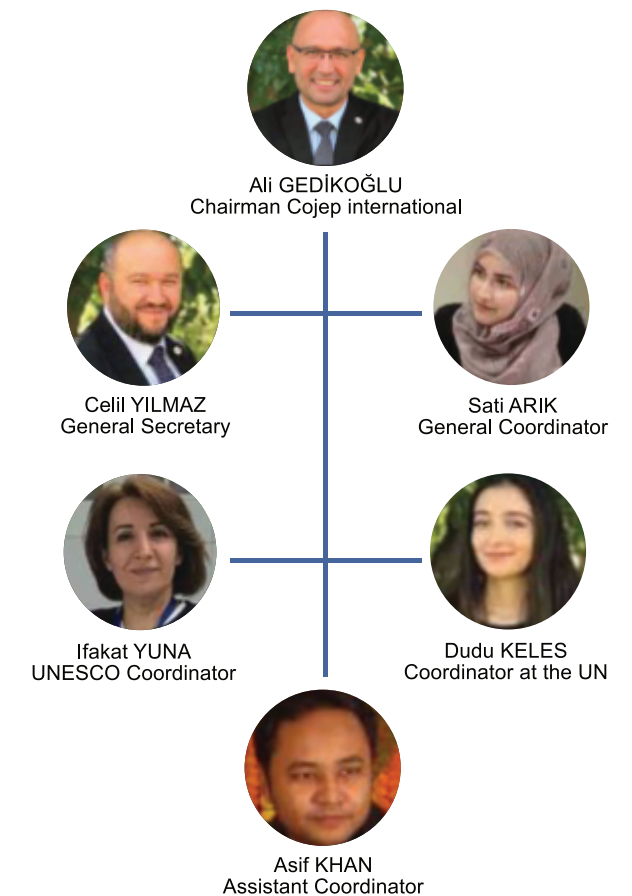 Ali GEDİKOĞLU
Chairman Cojep international
Celil YILMAZ
General Secretary
Sati ARIK
General Coordinator
Ifakat YUNA
UNESCO Coordinator
Dudu KELES
Coordinator at the UN
Asif KHAN
Assistant Coordinator